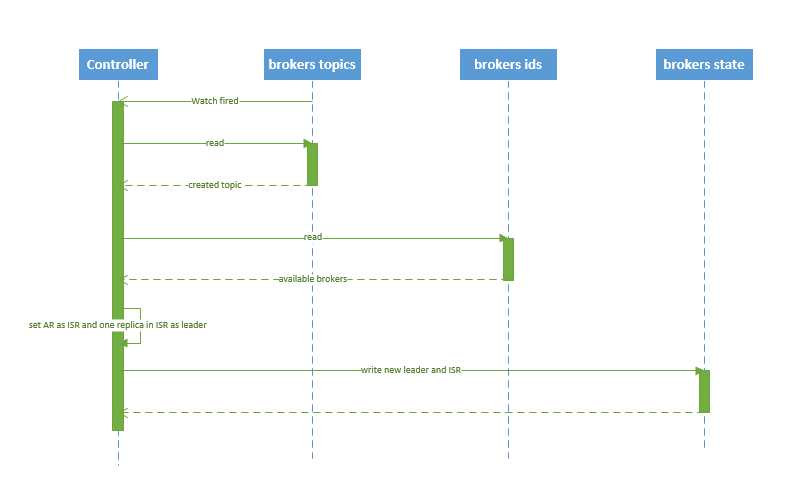 Controller
brokers topics
brokers ids
brokers state
Watch fired
read
created topic
read
available brokers
set AR as ISR and one replica in ISR as leader
write new leader and ISR